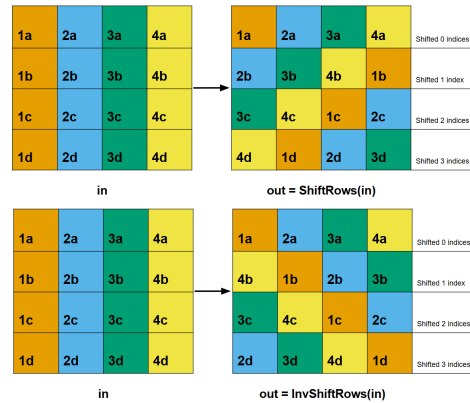 1a 2a 3a 4a 1a 2a 3a 4a Shifted 0 indices
1b 2b 3b 4b 2b 3b 4b 1b Shifted 1 index
1c 2c 3c 4c 3c 4c 1c 2c Shifted 2 indices
1d 2d 3d 4d 4d 1d 2d 3d Shifted 3 indices
in out = ShiftRows(in)
1a 2a 3a 4a 1a 2a 3a 4a Shifted 0 indices
1b 2b 3b 4b 4b 1b 2b 3b Shifted 1 index
1c 2c 3c 4c 3c 4c 1c 2c Shifted 2 indices
1d 2d 3d 4d 2d 3d 4d 1d Shifted 3 indices
in out = InvShiftRows(in)